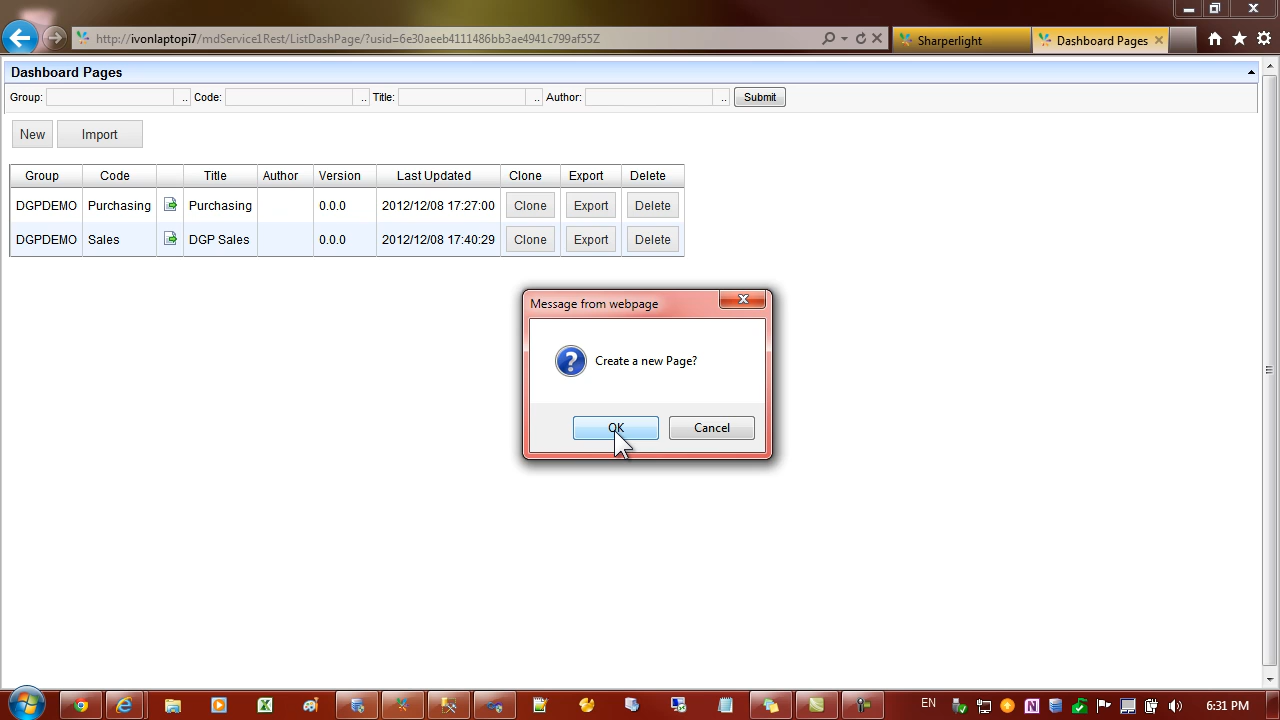 http://ivonlaptopi7/mdService1Rest/ListDashPage/?usid=6e30aeeb4111486bb3ae4941c799af55Z
Sharperlight
Dashboard Pages
Dashboard Pages
Group: .. Code: .. Title: .. Author: .. Submit
New Import
Group Code Title Author Version Last Updated Clone Export Delete
DGPDEMO Purchasing Purchasing 0.0.0 2012/12/08 17:27:00 Clone Export Delete
DGPDEMO Sales DGP Sales 0.0.0 2012/12/08 17:40:29 Clone Export Delete
Message from webpage
Create a new Page?
OK Cancel
EN 6:31 PM